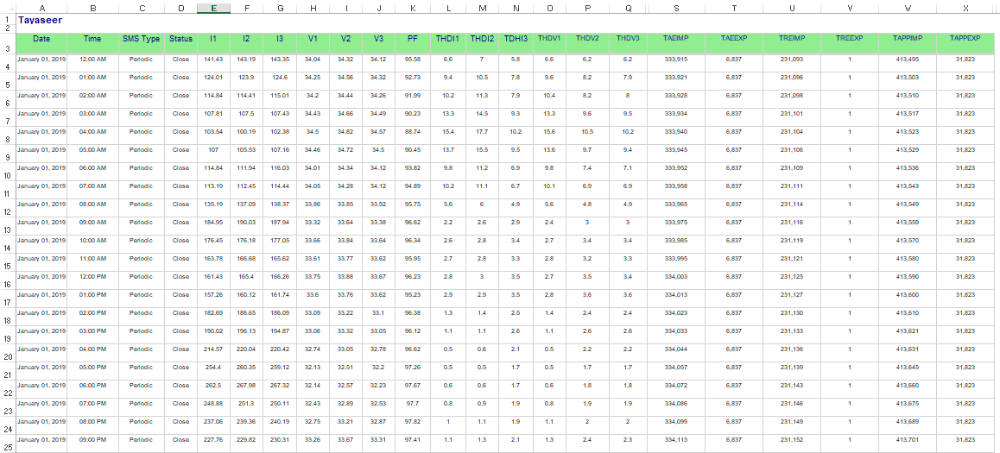 A B C D E F G H I J K L M N O P Q S T U V W X
1 Tayaseer
2
3 Date Time SMS Type Status I1 I2 I3 V1 V2 V3 PF THDI1 THDI2 TDHI3 THDV1 THDV2 THDV3 TAEIMP TAEEXP TREIMP TREEXP TAPPIMP TAPPEXP
4 January 01, 2019 12:00 AM Periodic Close 141.43 143.19 143.35 34.04 34.32 34.12 95.58 6.6 7 5.8 6.6 6.2 6.2 333,915 6,837 231,093 1 413,495 31,823
5 January 01, 2019 01:00 AM Periodic Close 124.01 123.9 124.6 34.25 34.56 34.32 92.73 9.4 10.5 7.8 9.6 8.2 7.9 333,921 6,837 231,096 1 413,503 31,823
6 January 01, 2019 02:00 AM Periodic Close 114.84 114.41 115.01 34.2 34.44 34.26 91.99 10.2 11.3 7.9 10.4 8.2 8 333,928 6,837 231,098 1 413,510 31,823
7 January 01, 2019 03:00 AM Periodic Close 107.81 107.5 107.43 34.43 34.66 34.49 90.23 13.3 14.5 9.3 13.3 9.6 9.5 333,934 6,837 231,101 1 413,517 31,823
8 January 01, 2019 04:00 AM Periodic Close 103.54 100.19 102.38 34.5 34.82 34.57 88.74 15.4 17.7 10.2 15.6 10.5 10.2 333,940 6,837 231,104 1 413,523 31,823
9 January 01, 2019 05:00 AM Periodic Close 107 105.53 107.16 34.46 34.72 34.5 90.45 13.7 15.5 9.5 13.6 9.7 9.4 333,945 6,837 231,106 1 413,529 31,823
10 January 01, 2019 06:00 AM Periodic Close 114.84 111.94 116.03 34.01 34.34 34.12 93.82 9.8 11.2 6.9 9.8 7.4 7.1 333,952 6,837 231,109 1 413,536 31,823
11 January 01, 2019 07:00 AM Periodic Close 113.19 112.45 114.44 34.05 34.28 34.12 94.89 10.2 11.1 6.7 10.1 6.9 6.9 333,958 6,837 231,111 1 413,543 31,823
12 January 01, 2019 08:00 AM Periodic Close 135.19 137.09 138.37 33.86 33.85 33.92 95.75 5.6 6 4.9 5.6 4.8 4.9 333,965 6,837 231,114 1 413,549 31,823
13 January 01, 2019 09:00 AM Periodic Close 184.95 190.03 187.94 33.32 33.64 33.38 96.62 2.2 2.6 2.9 2.4 3 3 333,975 6,837 231,116 1 413,559 31,823
14 January 01, 2019 10:00 AM Periodic Close 176.45 176.18 177.05 33.66 33.84 33.64 96.34 2.6 2.8 3.4 2.7 3.4 3.4 333,985 6,837 231,119 1 413,570 31,823
15 January 01, 2019 11:00 AM Periodic Close 163.78 166.68 165.62 33.61 33.77 33.62 95.95 2.7 2.8 3.3 2.8 3.2 3.3 333,995 6,837 231,121 1 413,580 31,823
16 January 01, 2019 12:00 PM Periodic Close 161.43 165.4 166.26 33.75 33.88 33.67 96.23 2.8 3 3.5 2.7 3.5 3.4 334,003 6,837 231,125 1 413,590 31,823
17 January 01, 2019 01:00 PM Periodic Close 157.26 160.12 161.74 33.6 33.76 33.62 95.23 2.9 2.9 3.5 2.8 3.6 3.6 334,013 6,837 231,127 1 413,600 31,823
18 January 01, 2019 02:00 PM Periodic Close 182.69 186.65 186.09 33.09 33.22 33.1 96.38 1.3 1.4 2.5 1.4 2.4 2.4 334,023 6,837 231,130 1 413,610 31,823
19 January 01, 2019 03:00 PM Periodic Close 190.02 196.13 194.87 33.06 33.32 33.05 96.12 1.1 1.1 2.6 1.1 2.6 2.6 334,033 6,837 231,133 1 413,621 31,823
20 January 01, 2019 04:00 PM Periodic Close 214.57 220.04 220.42 32.74 33.05 32.78 96.62 0.5 0.6 2.1 0.5 2.2 2.2 334,044 6,837 231,136 1 413,631 31,823
21 January 01, 2019 05:00 PM Periodic Close 254.4 260.35 259.12 32.13 32.51 32.2 97.26 0.5 0.5 1.7 0.5 1.7 1.7 334,057 6,837 231,139 1 413,645 31,823
22 January 01, 2019 06:00 PM Periodic Close 262.5 267.98 267.32 32.14 32.57 32.23 97.67 0.6 0.6 1.7 0.6 1.8 1.8 334,072 6,837 231,143 1 413,660 31,823
23 January 01, 2019 07:00 PM Periodic Close 248.88 251.3 250.11 32.43 32.89 32.53 97.7 0.8 0.9 1.9 0.8 1.9 1.9 334,086 6,837 231,146 1 413,675 31,823
24 January 01, 2019 08:00 PM Periodic Close 237.06 239.36 240.19 32.75 33.21 32.87 97.82 1 1.1 1.9 1.1 2 2 334,099 6,837 231,149 1 413,689 31,823
25 January 01, 2019 09:00 PM Periodic Close 227.76 229.82 230.31 33.26 33.67 33.31 97.41 1.1 1.3 2.1 1.3 2.4 2.3 334,113 6,837 231,152 1 413,701 31,823